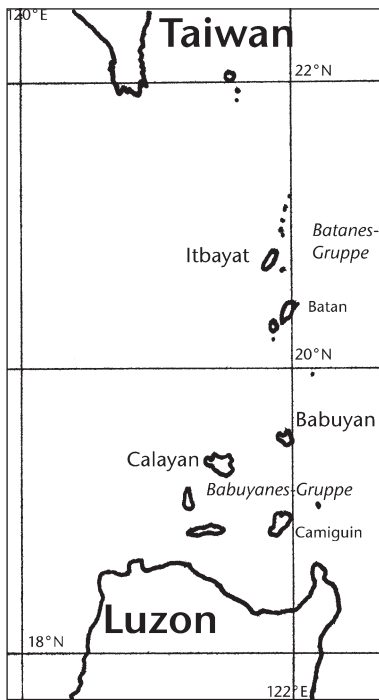 120°E
Taiwan
22°N
Batanes-
Gruppe
Itbayat
Batan
20°N
Babuyan
Calayan
Babuyanes-Gruppe
Camiguin
Luzon
18°N
122°E